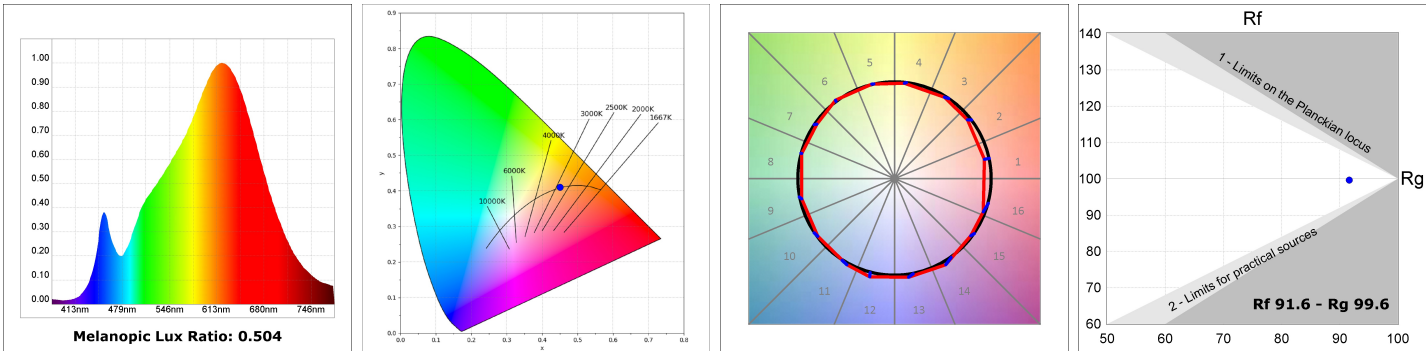 1.00
0.90
0.80
0.70
0.60
0.50
0.40
0.30
0.20
0.10
0.00
413nm 479nm 546nm 613nm 680nm 746nm
Melanopic Lux Ratio: 0.504
0.9
0.8
0.7
0.6
0.5
0.4
0.3
0.2
0.1
0.0
y
0.0 0.1 0.2 0.3 0.4 0.5 0.6 0.7 0.8
x
10000K
6000K
4000K
3000K
2500K
2000K
1667K
5 4
6 3
7 2
8 1
9 16
10 15
11 14
12 13
Rf
140
130
120
110
100
90
80
70
60
50 60 70 80 90 100
Rg
1 - Limits on the Planckian locus
2 - Limits for practical sources
Rf 91.6 - Rg 99.6